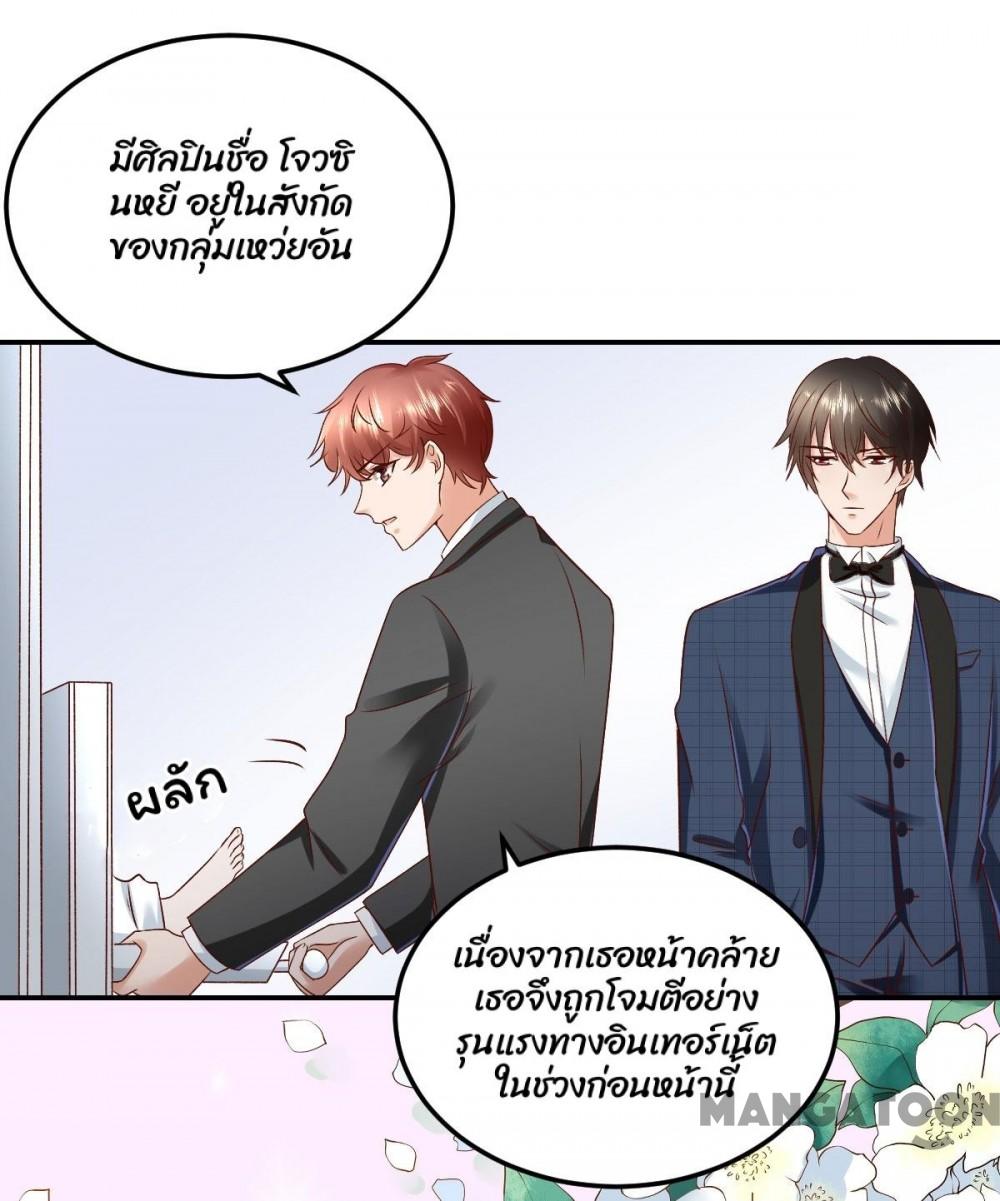 มีศิลปินชื่อ โจวซิ
นหยี อยู่ในสังกัด
ของกลุ่มเหว่ยอัน
ผลัก
เนื่องจากเธอหน้าคล้าย
เธอจึงถูกโจมตีอย่าง
รุนแรงทางอินเทอร์เน็ต
ในช่วงก่อนหน้านี้
MANGATOON